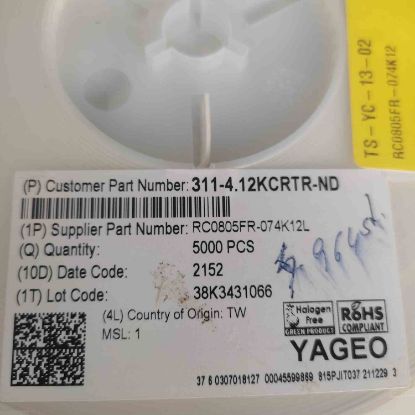 TS-YC-13-02
RC0805FR-074K12
(P) Customer Part Number: 311-4.12KCRTR-ND
(1P) Supplier Part Number: RC0805FR-074K12L
(Q) Quantity: 5000 PCS
(10D) Date Code: 2152
(1T) Lot Code: 38K3431066
(4L) Country of Origin: TW
MSL: 1
Halogen
Free
GREEN PRODUCT
RoHS
COMPLIANT
YAGEO
37 6 0307018127 00045599869 815PJIT037 211229 3